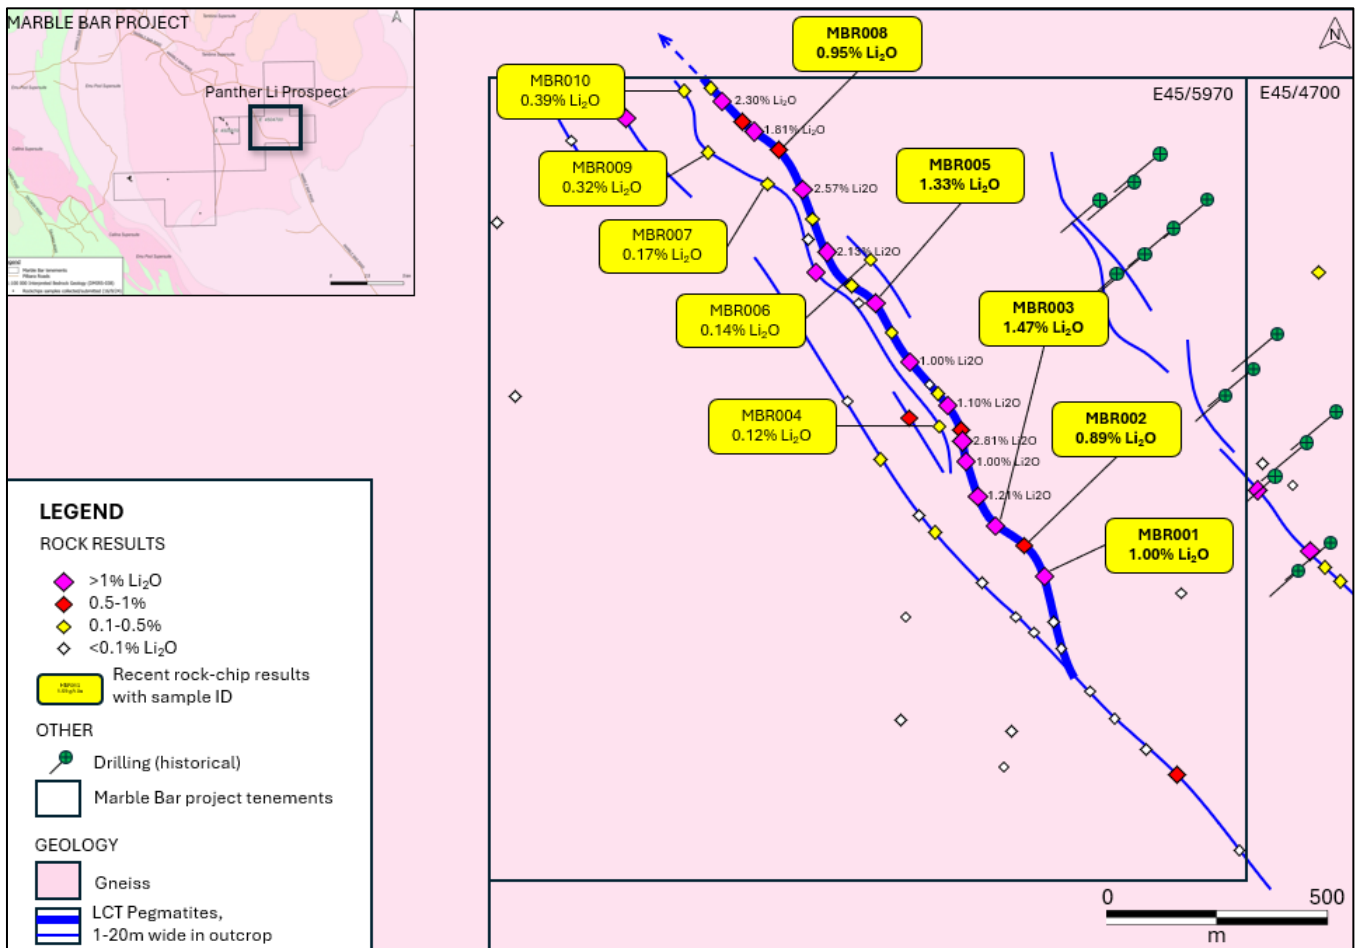 MARBLE BAR PROJECT
Panther Li Prospect
N
MBR008
0.95% Li₂O
MBR010
0.39% Li₂O
E45/5970
E45/4700
2.30% Li₂O
1.81% Li₂O
MBR009
0.32% Li₂O
MBR005
1.33% Li₂O
2.57% Li2O
MBR007
0.17% Li₂O
2.13% Li2O
MBR006
0.14% Li₂O
MBR003
1.47% Li₂O
1.00% Li2O
MBR004
0.12% Li₂O
1.10% Li2O
MBR002
0.89% Li₂O
2.81% Li2O
1.00% Li2O
1.21% Li2O
MBR001
1.00% Li₂O
LEGEND
ROCK RESULTS
>1% Li₂O
0.5-1%
0.1-0.5%
<0.1% Li₂O
Recent rock-chip results
with sample ID
OTHER
Drilling (historical)
Marble Bar project tenements
GEOLOGY
Gneiss
LCT Pegmatites,
1-20m wide in outcrop
0 500
m